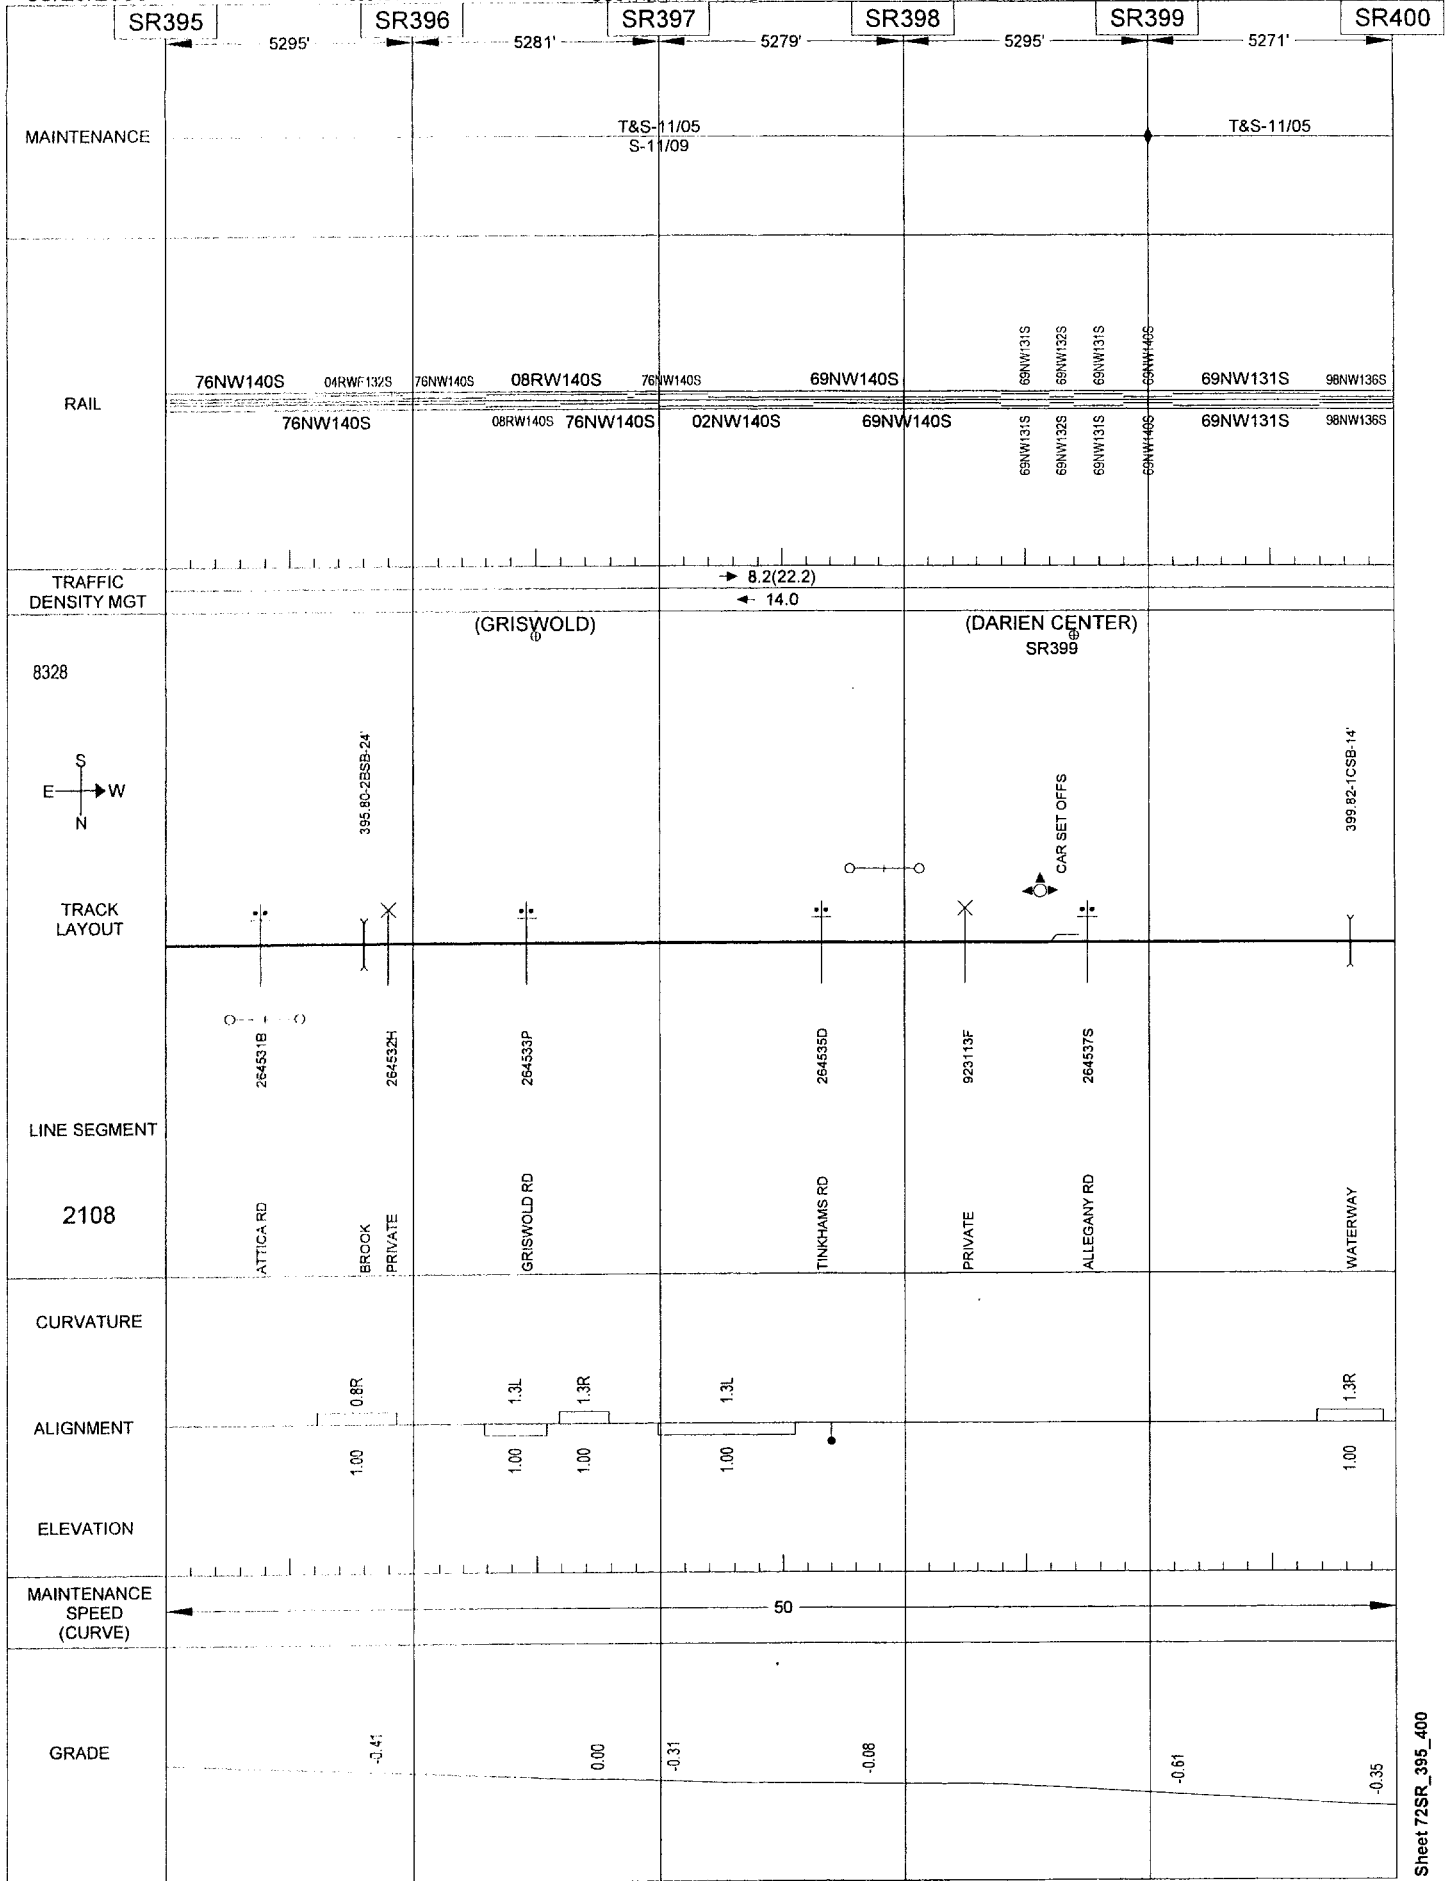 SR395 SR396 SR397 SR398 SR399 SR400
5295' 5281' 5279' 5295' 5271'
MAINTENANCE
T&S-11/05
S-11/09
T&S-11/05
69NW131S 69NW132S 69NW131S 69NW140S
76NW140S 04RWF132S 76NW140S 08RW140S 76NW140S 69NW140S 69NW131S 98NW136S
RAIL
76NW140S 08RW140S 76NW140S 02NW140S 69NW140S 69NW131S 98NW136S
69NW131S 69NW132S 69NW131S 69NW140S
TRAFFIC
DENSITY MGT
8.2(22.2)
14.0
(GRISWOLD)
(DARIEN CENTER)
SR399
8328
S
E W
N
395.80-2BSB-24'
CAR SET OFFS
399.82-1CSB-14'
TRACK
LAYOUT
264531B
264532H
264533P
264535D
923113F
264537S
LINE SEGMENT
2108
ATTICA RD
BROOK
PRIVATE
GRISWOLD RD
TINKHAMS RD
PRIVATE
ALLEGANY RD
WATERWAY
CURVATURE
0.8R 1.3L 1.3R 1.3L 1.3R
ALIGNMENT
1.00 1.00 1.00 1.00 1.00
ELEVATION
MAINTENANCE
SPEED
(CURVE)
50
GRADE
-0.41 0.00 -0.31 -0.08 -0.61 -0.35
Sheet 72SR_395_400